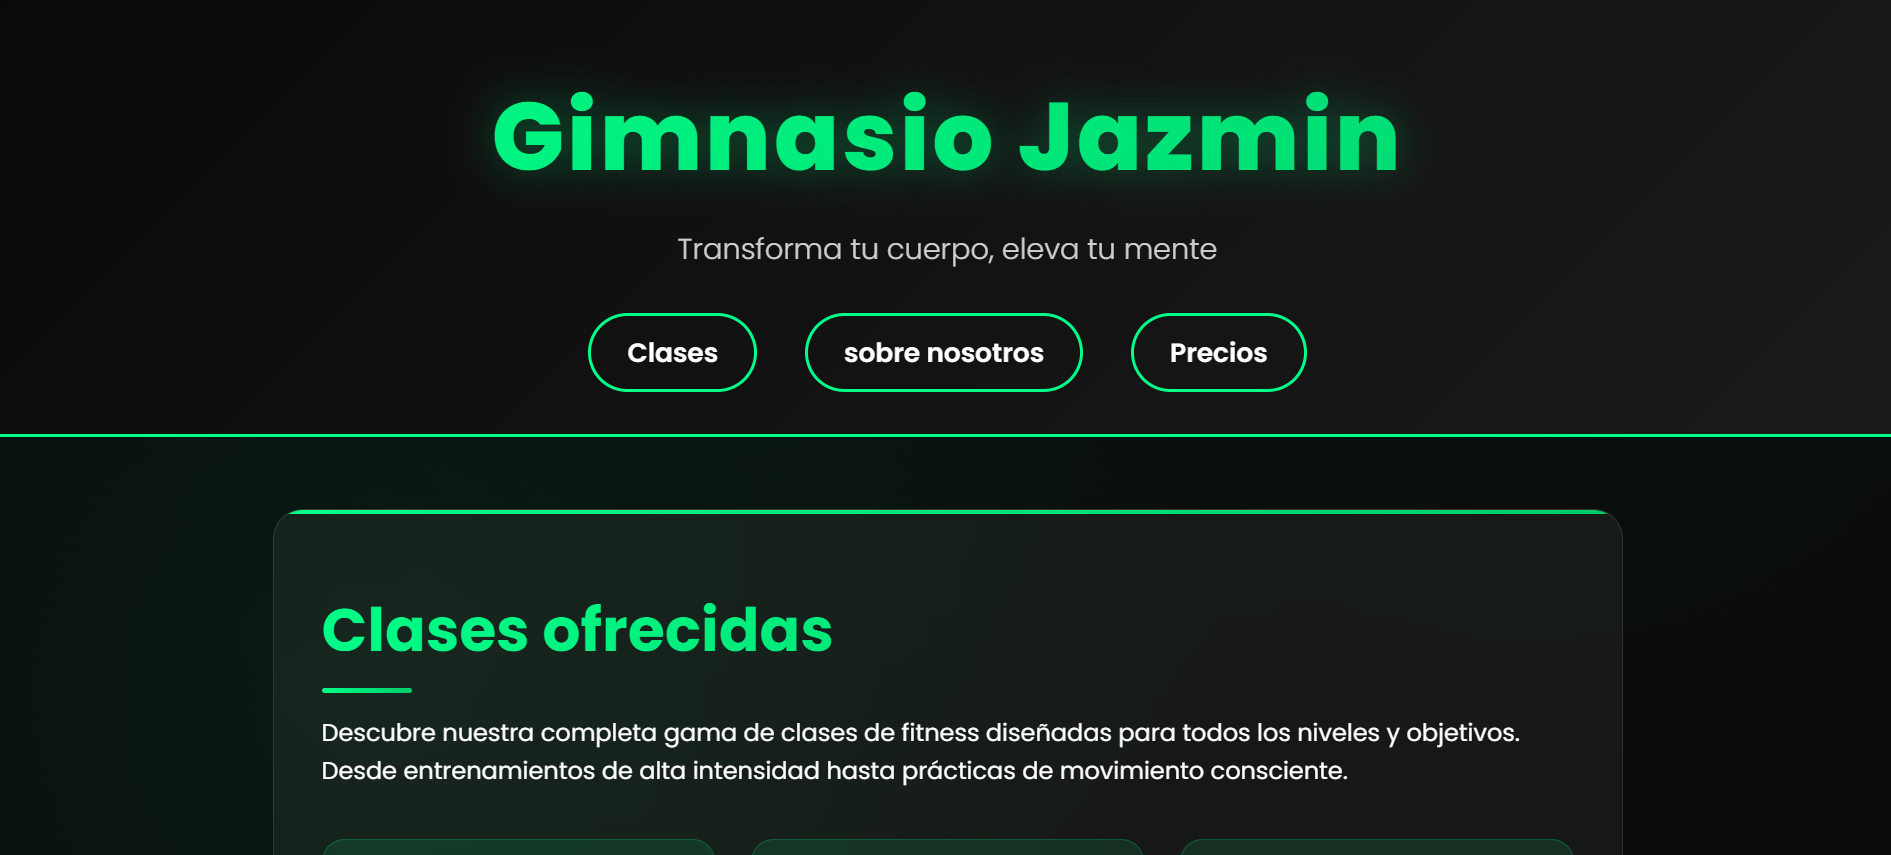 Gimnasio Jazmin
Transforma tu cuerpo, eleva tu mente
Clases
sobre nosotros
Precios
Clases ofrecidas
Descubre nuestra completa gama de clases de fitness diseñadas para todos los niveles y objetivos.
Desde entrenamientos de alta intensidad hasta prácticas de movimiento consciente.